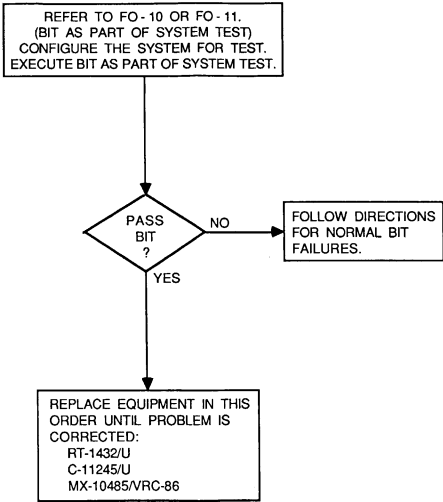 REFER TO FO-10 OR FO-11.
(BIT AS PART OF SYSTEM TEST)
CONFIGURE THE SYSTEM FOR TEST.
EXECUTE BIT AS PART OF SYSTEM TEST.
PASS
BIT
?
NO
FOLLOW DIRECTIONS
FOR NORMAL BIT
FAILURES.
YES
REPLACE EQUIPMENT IN THIS
ORDER UNTIL PROBLEM IS
CORRECTED:
RT-1432/U
C-11245/U
MX-10485/VRC-86